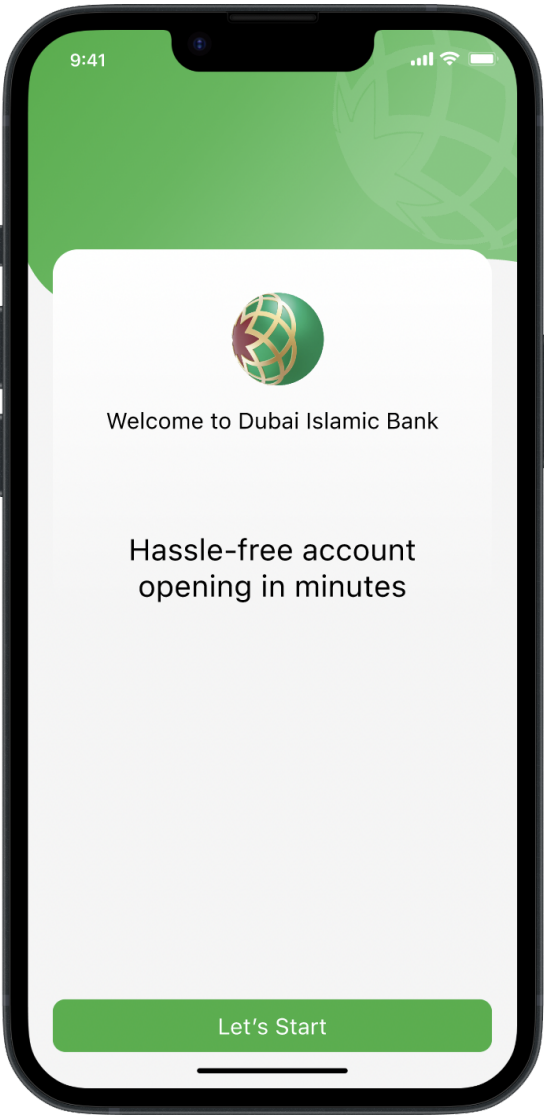 9:41
Welcome to Dubai Islamic Bank
Hassle-free account
opening in minutes
Let's Start